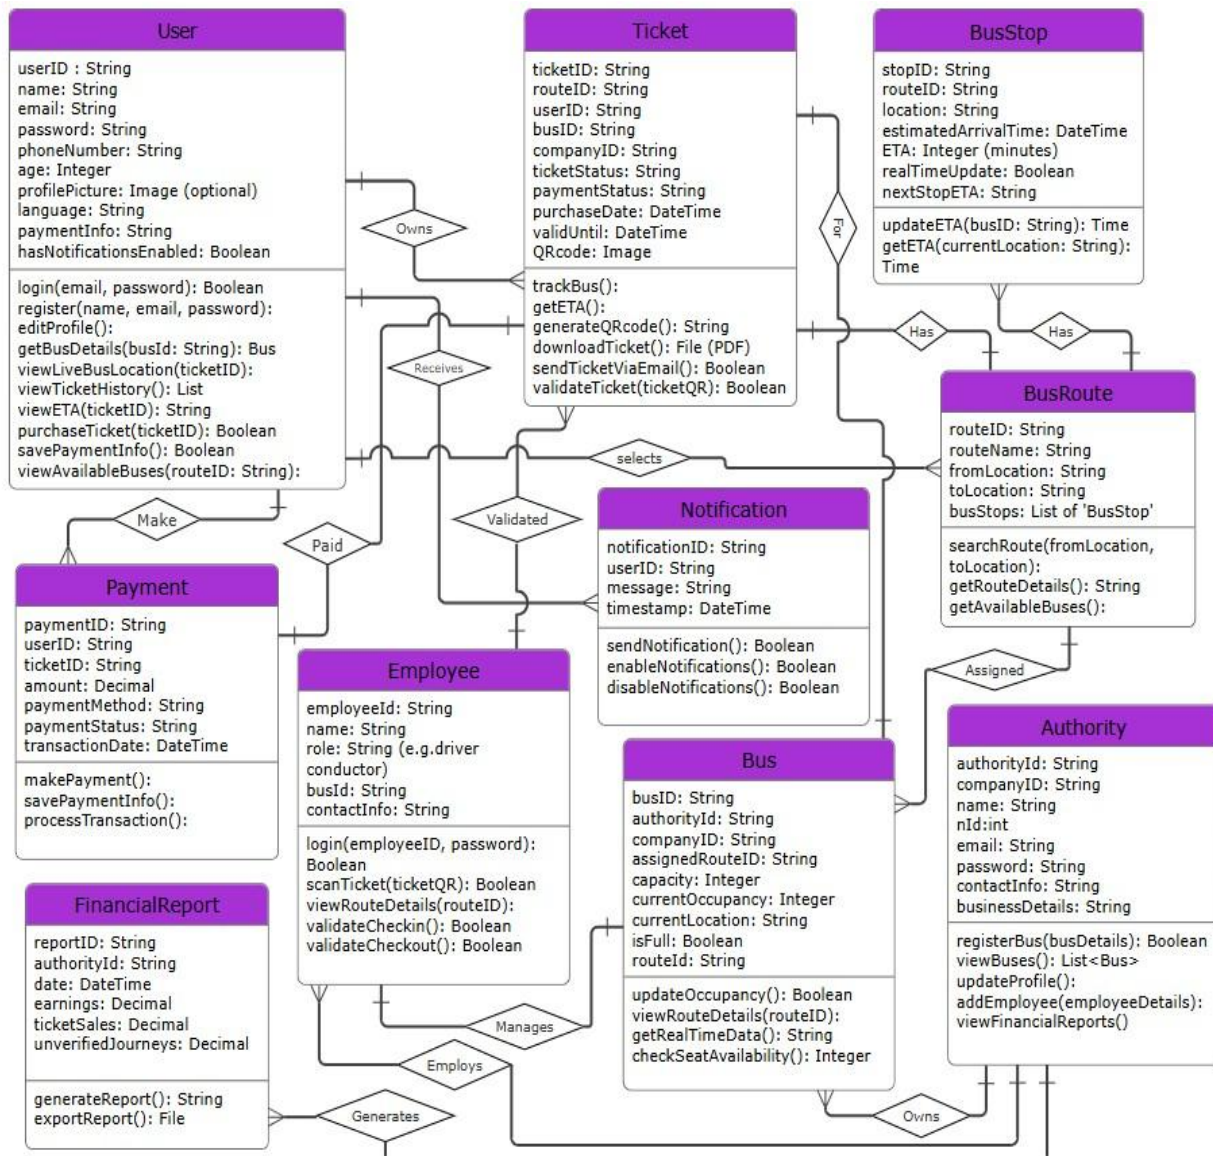 User
userID : String
name: String
email: String
password: String
phoneNumber: String
age: Integer
profilePicture: Image (optional)
language: String
paymentInfo: String
hasNotificationsEnabled: Boolean
login(email, password): Boolean
register(name, email, password):
editProfile():
getBusDetails(busId: String): Bus
viewLiveBusLocation(ticketID):
viewTicketHistory(): List
viewETA(ticketID): String
purchaseTicket(ticketID): Boolean
savePaymentInfo(): Boolean
viewAvailableBuses(routeID: String):
Owns
Receives
Ticket
ticketID: String
routeID: String
userID: String
busID: String
companyID: String
ticketStatus: String
paymentStatus: String
purchaseDate: DateTime
validUntil: DateTime
QRcode: Image
trackBus():
getETA():
generateQRcode(): String
downloadTicket(): File (PDF)
sendTicketViaEmail(): Boolean
validateTicket(ticketQR): Boolean
For
BusStop
stopID: String
routeID: String
location: String
estimatedArrivalTime: DateTime
ETA: Integer (minutes)
realTimeUpdate: Boolean
nextStopETA: String
updateETA(busID: String): Time
getETA(currentLocation: String):
Time
Has
Has
BusRoute
routeID: String
routeName: String
fromLocation: String
toLocation: String
busStops: List of 'BusStop'
searchRoute(fromLocation,
toLocation):
getRouteDetails(): String
getAvailableBuses():
selects
Make
Paid
Validated
Notification
notificationID: String
userID: String
message: String
timestamp: DateTime
sendNotification(): Boolean
enableNotifications(): Boolean
disableNotifications(): Boolean
Payment
paymentID: String
userID: String
ticketID: String
amount: Decimal
paymentMethod: String
paymentStatus: String
transactionDate: DateTime
makePayment():
savePaymentInfo():
processTransaction():
Employee
employeeId: String
name: String
role: String (e.g.driver
conductor)
busId: String
contactInfo: String
login(employeeID, password):
Boolean
scanTicket(ticketQR): Boolean
viewRouteDetails(routeID):
validateCheckin(): Boolean
validateCheckout(): Boolean
Assigned
Bus
busID: String
authorityId: String
companyID: String
assignedRouteID: String
capacity: Integer
currentOccupancy: Integer
currentLocation: String
isFull: Boolean
routeId: String
updateOccupancy(): Boolean
viewRouteDetails(routeID):
getRealTimeData(): String
checkSeatAvailability(): Integer
Authority
authorityId: String
companyID: String
name: String
nId:int
email: String
password: String
contactInfo: String
businessDetails: String
registerBus(busDetails): Boolean
viewBuses(): List<Bus>
updateProfile():
addEmployee(employeeDetails):
viewFinancialReports()
FinancialReport
reportID: String
authorityId: String
date: DateTime
earnings: Decimal
ticketSales: Decimal
unverifiedJourneys: Decimal
generateReport(): String
exportReport(): File
Manages
Employs
Generates
Owns